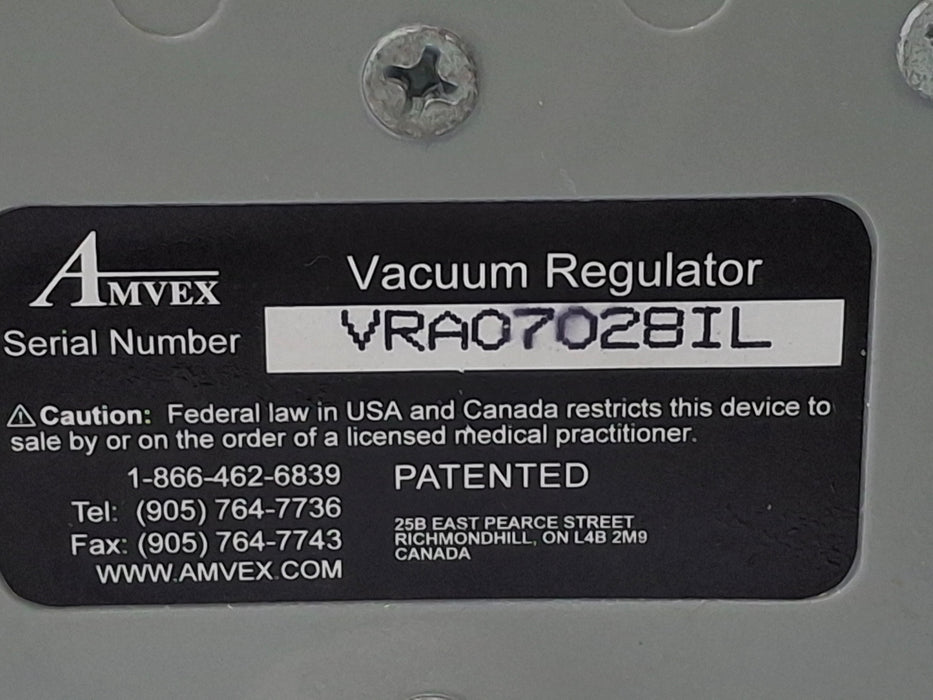 AMVEX
Vacuum Regulator
Serial Number VRA07028IL
⚠ Caution: Federal law in USA and Canada restricts this device to
sale by or on the order of a licensed medical practitioner.
1-866-462-6839
Tel: (905) 764-7736
Fax: (905) 764-7743
WWW.AMVEX.COM
PATENTED
25B EAST PEARCE STREET
RICHMONDHILL, ON L4B 2M9
CANADA